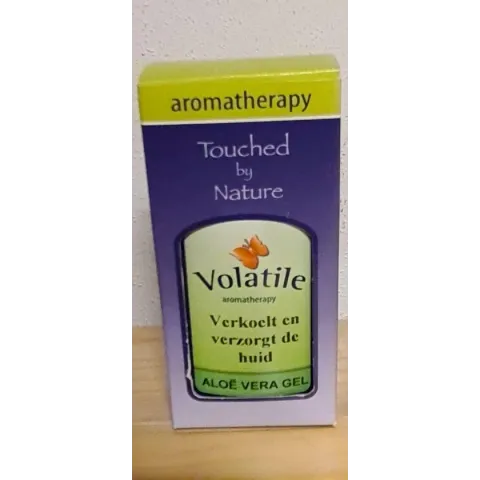 aromatherapy
Touched
by
Nature
Volatile
aromatherapy
Verkoelt en
verzorgt de
huid
ALOË VERA GEL